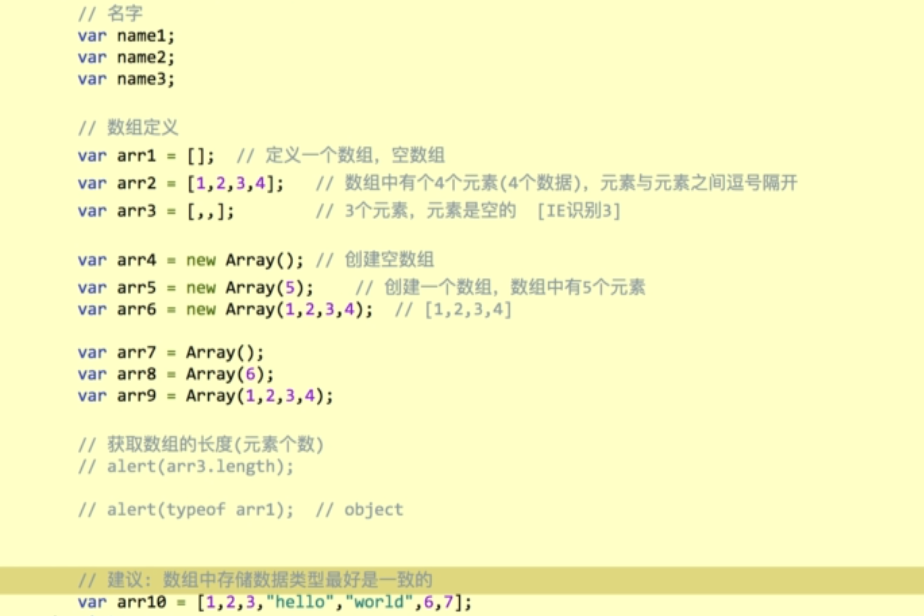 // 名字
var name1;
var name2;
var name3;
// 数组定义
var arr1 = [];  // 定义一个数组，空数组
var arr2 = [1,2,3,4];   // 数组中有个4个元素(4个数据)，元素与元素之间逗号隔开
var arr3 = [,,];        // 3个元素，元素是空的  [IE识别3]
var arr4 = new Array(); // 创建空数组
var arr5 = new Array(5);    // 创建一个数组，数组中有5个元素
var arr6 = new Array(1,2,3,4);  // [1,2,3,4]
var arr7 = Array();
var arr8 = Array(6);
var arr9 = Array(1,2,3,4);
// 获取数组的长度(元素个数)
// alert(arr3.length);
// alert(typeof arr1);  // object
// 建议: 数组中存储数据类型最好是一致的
var arr10 = [1,2,3,"hello","world",6,7];